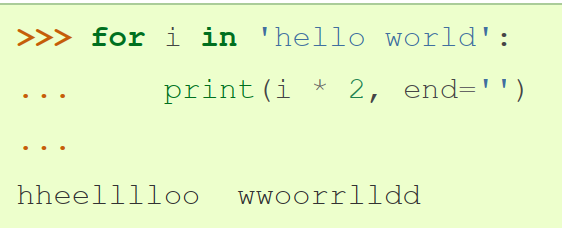 >>> for i in 'hello world':
...     print(i * 2, end='')
...
hheelllloo  wwoorrlldd